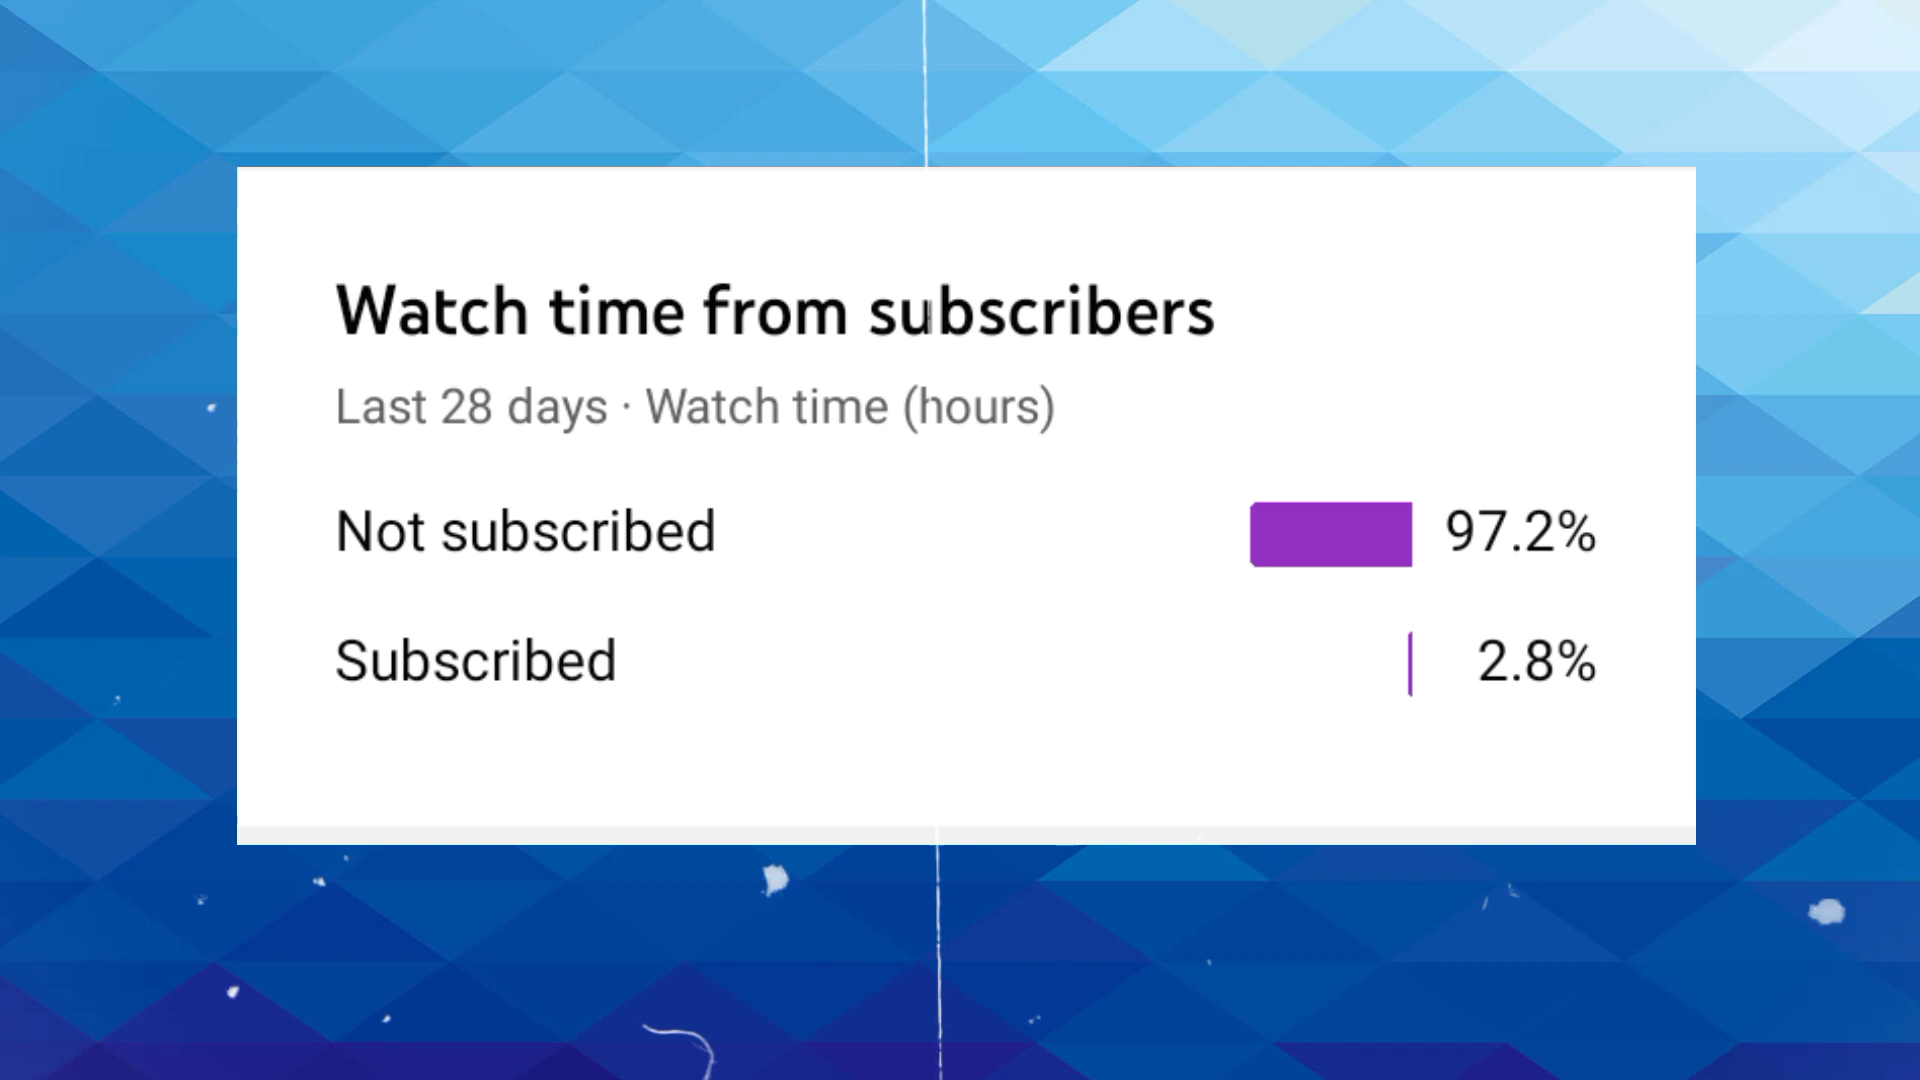 Watch time from subscribers
Last 28 days · Watch time (hours)
Not subscribed 97.2%
Subscribed 2.8%